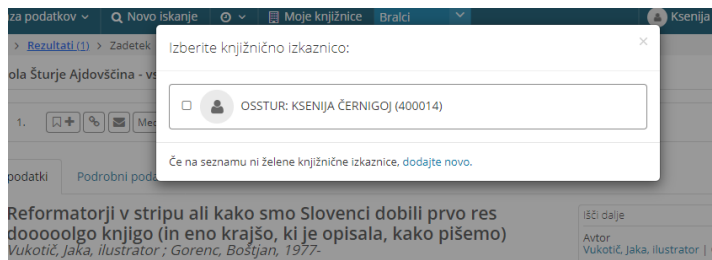 za podatkov Novo iskanje Moje knjižnice Bralci Ksenija
> Rezultati (1) > Zadetek
Izberite knjižnično izkaznico: ×
ola Šturje Ajdovščina - vs
OSSTUR: KSENIJA ČERNIGOJ (400014)
1. Med
Če na seznamu ni želene knjižnične izkaznice, dodajte novo.
podatki Podrobni poda
Reformatorji v stripu ali kako smo Slovenci dobili prvo res
dooooolgo knjigo (in eno krajšo, ki je opisala, kako pišemo)
Vukotič, Jaka, ilustrator ; Gorenc, Boštjan, 1977-
Išči dalje
Avtor
Vukotič, Jaka, ilustrator |